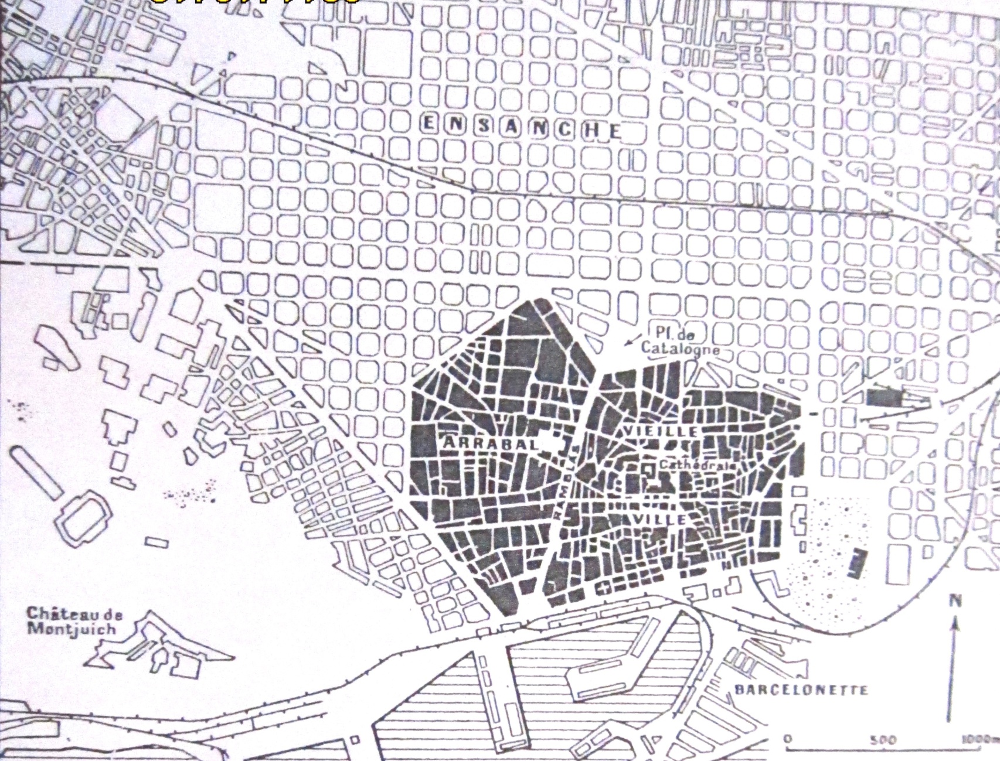 ENSANCHE
Pl. de
Catalogne
VIEILLE
ARRABAL
Cathédrale
RAMBLAS
VILLE
Château de
Montjuich
N
BARCELONETTE
0 500 1000m